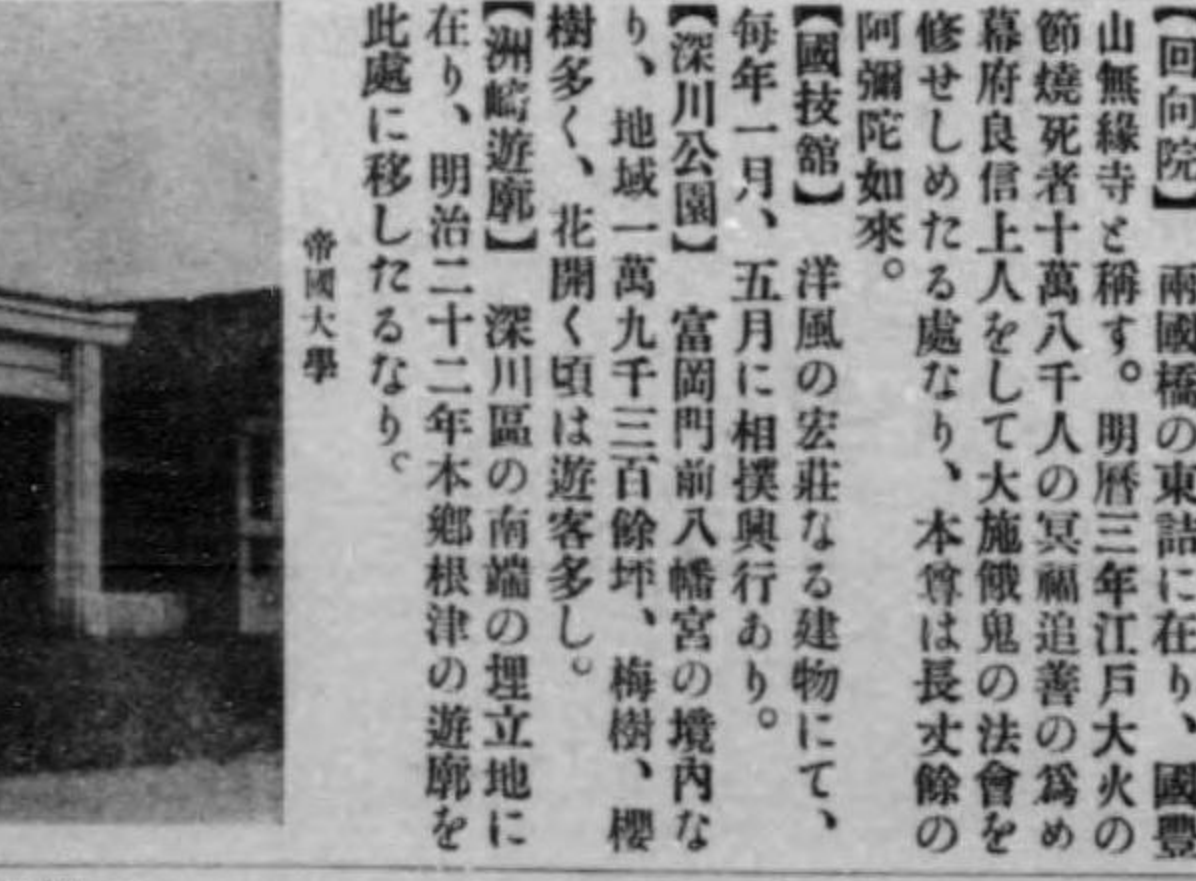 【回向院】 兩國橋の東詰に在り、國豐
山無緣寺と稱す。明曆三年江戶大火の
節燒死者十萬八千人の冥福追善の爲め
幕府良信上人をして大施餓鬼の法會を
修せしめたる處なり、本尊は長丈餘の
阿彌陀如來。
【國技館】 洋風の宏莊なる建物にて、
每年一月、五月に相撲興行あり。
【深川公園】 富岡門前八幡宮の境內な
り、地域一萬九千三百餘坪、梅樹、櫻
樹多く、花開く頃は遊客多し。
【洲崎遊廓】 深川區の南端の埋立地に
在り、明治二十二年本鄕根津の遊廓を
此處に移したるなり。
帝國大學